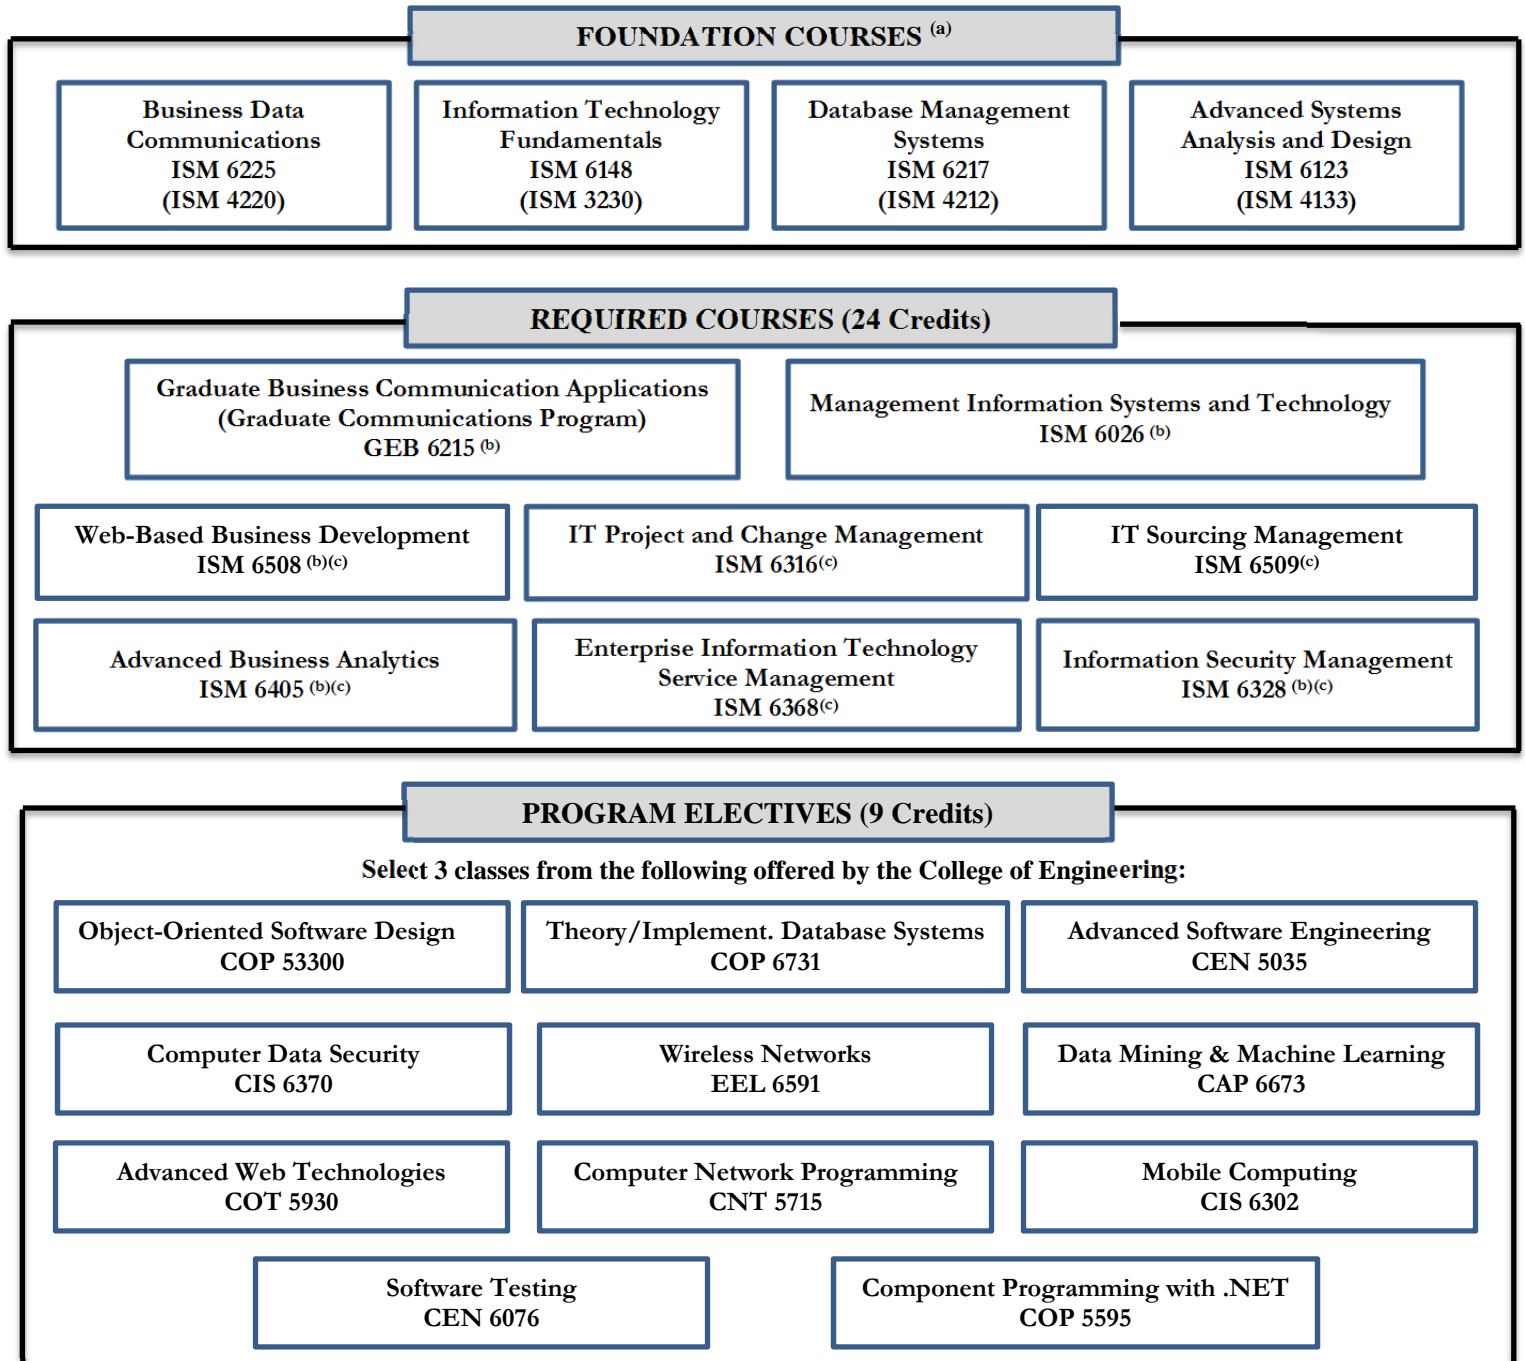 FOUNDATION COURSES (a)
Business Data
Communications
ISM 6225
(ISM 4220)
Information Technology
Fundamentals
ISM 6148
(ISM 3230)
Database Management
Systems
ISM 6217
(ISM 4212)
Advanced Systems
Analysis and Design
ISM 6123
(ISM 4133)
REQUIRED COURSES (24 Credits)
Graduate Business Communication Applications
(Graduate Communications Program)
GEB 6215 (b)
Management Information Systems and Technology
ISM 6026 (b)
Web-Based Business Development
ISM 6508 (b)(c)
IT Project and Change Management
ISM 6316(c)
IT Sourcing Management
ISM 6509(c)
Advanced Business Analytics
ISM 6405 (b)(c)
Enterprise Information Technology
Service Management
ISM 6368(c)
Information Security Management
ISM 6328 (b)(c)
PROGRAM ELECTIVES (9 Credits)
Select 3 classes from the following offered by the College of Engineering:
Object-Oriented Software Design
COP 53300
Theory/Implement. Database Systems
COP 6731
Advanced Software Engineering
CEN 5035
Computer Data Security
CIS 6370
Wireless Networks
EEL 6591
Data Mining & Machine Learning
CAP 6673
Advanced Web Technologies
COT 5930
Computer Network Programming
CNT 5715
Mobile Computing
CIS 6302
Software Testing
CEN 6076
Component Programming with .NET
COP 5595